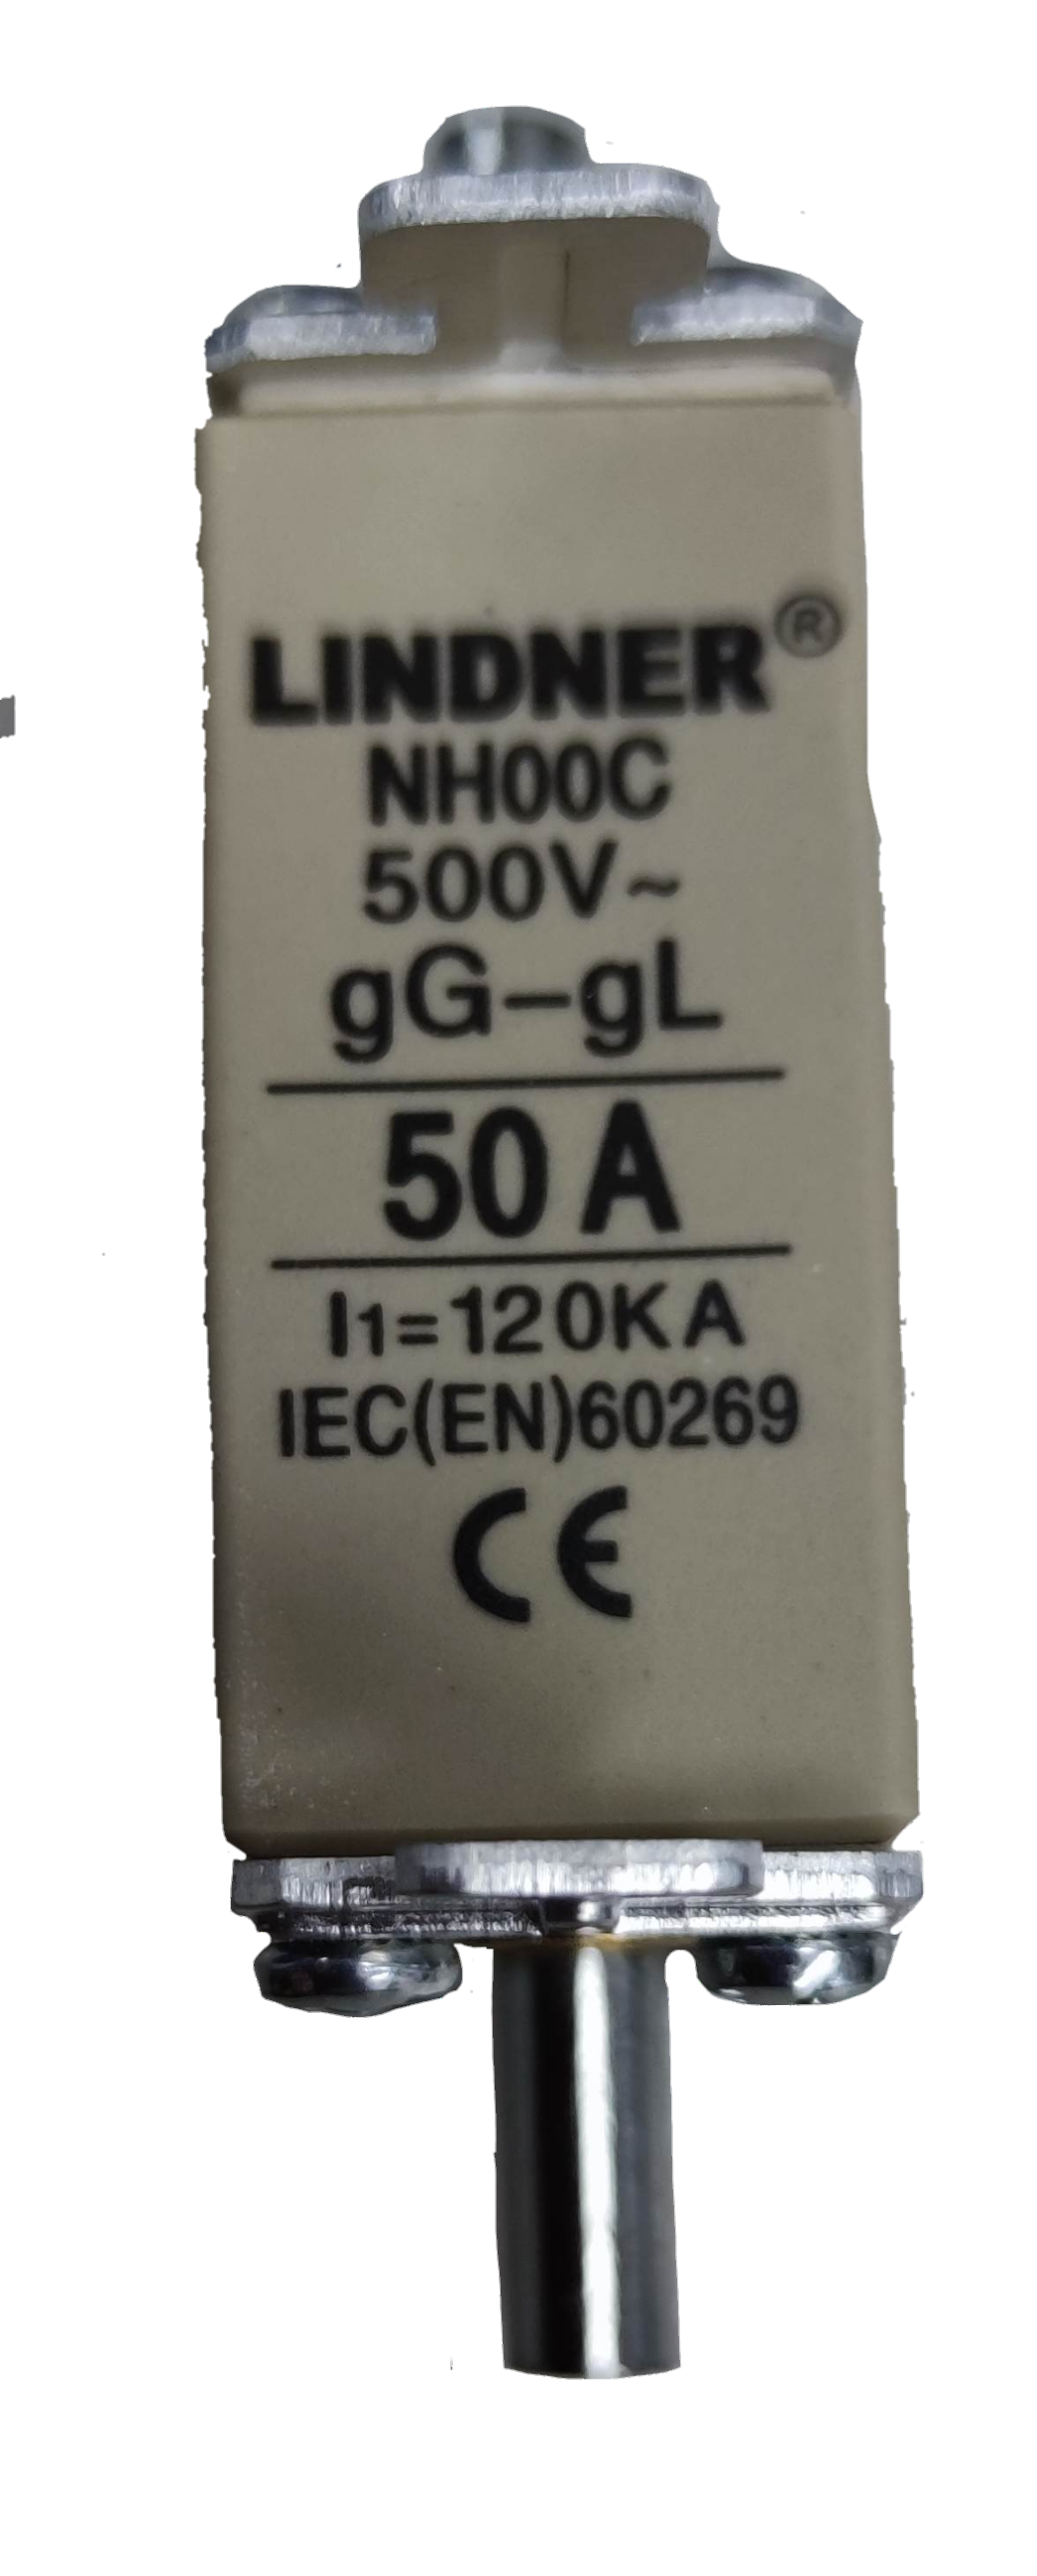 LINDNER®
NH00C
500V~
gG-gL
50 A
I1=120KA
IEC(EN)60269
CE